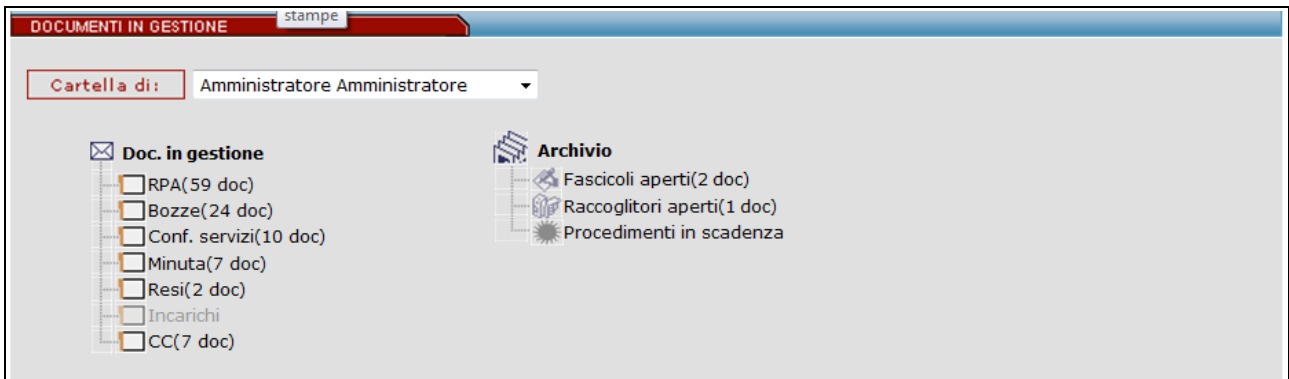 stampe
DOCUMENTI IN GESTIONE
Cartella di: Amministratore Amministratore
Doc. in gestione
RPA(59 doc)
Bozze(24 doc)
Conf. servizi(10 doc)
Minuta(7 doc)
Resi(2 doc)
Incarichi
CC(7 doc)
Archivio
Fascicoli aperti(2 doc)
Raccoglitori aperti(1 doc)
Procedimenti in scadenza